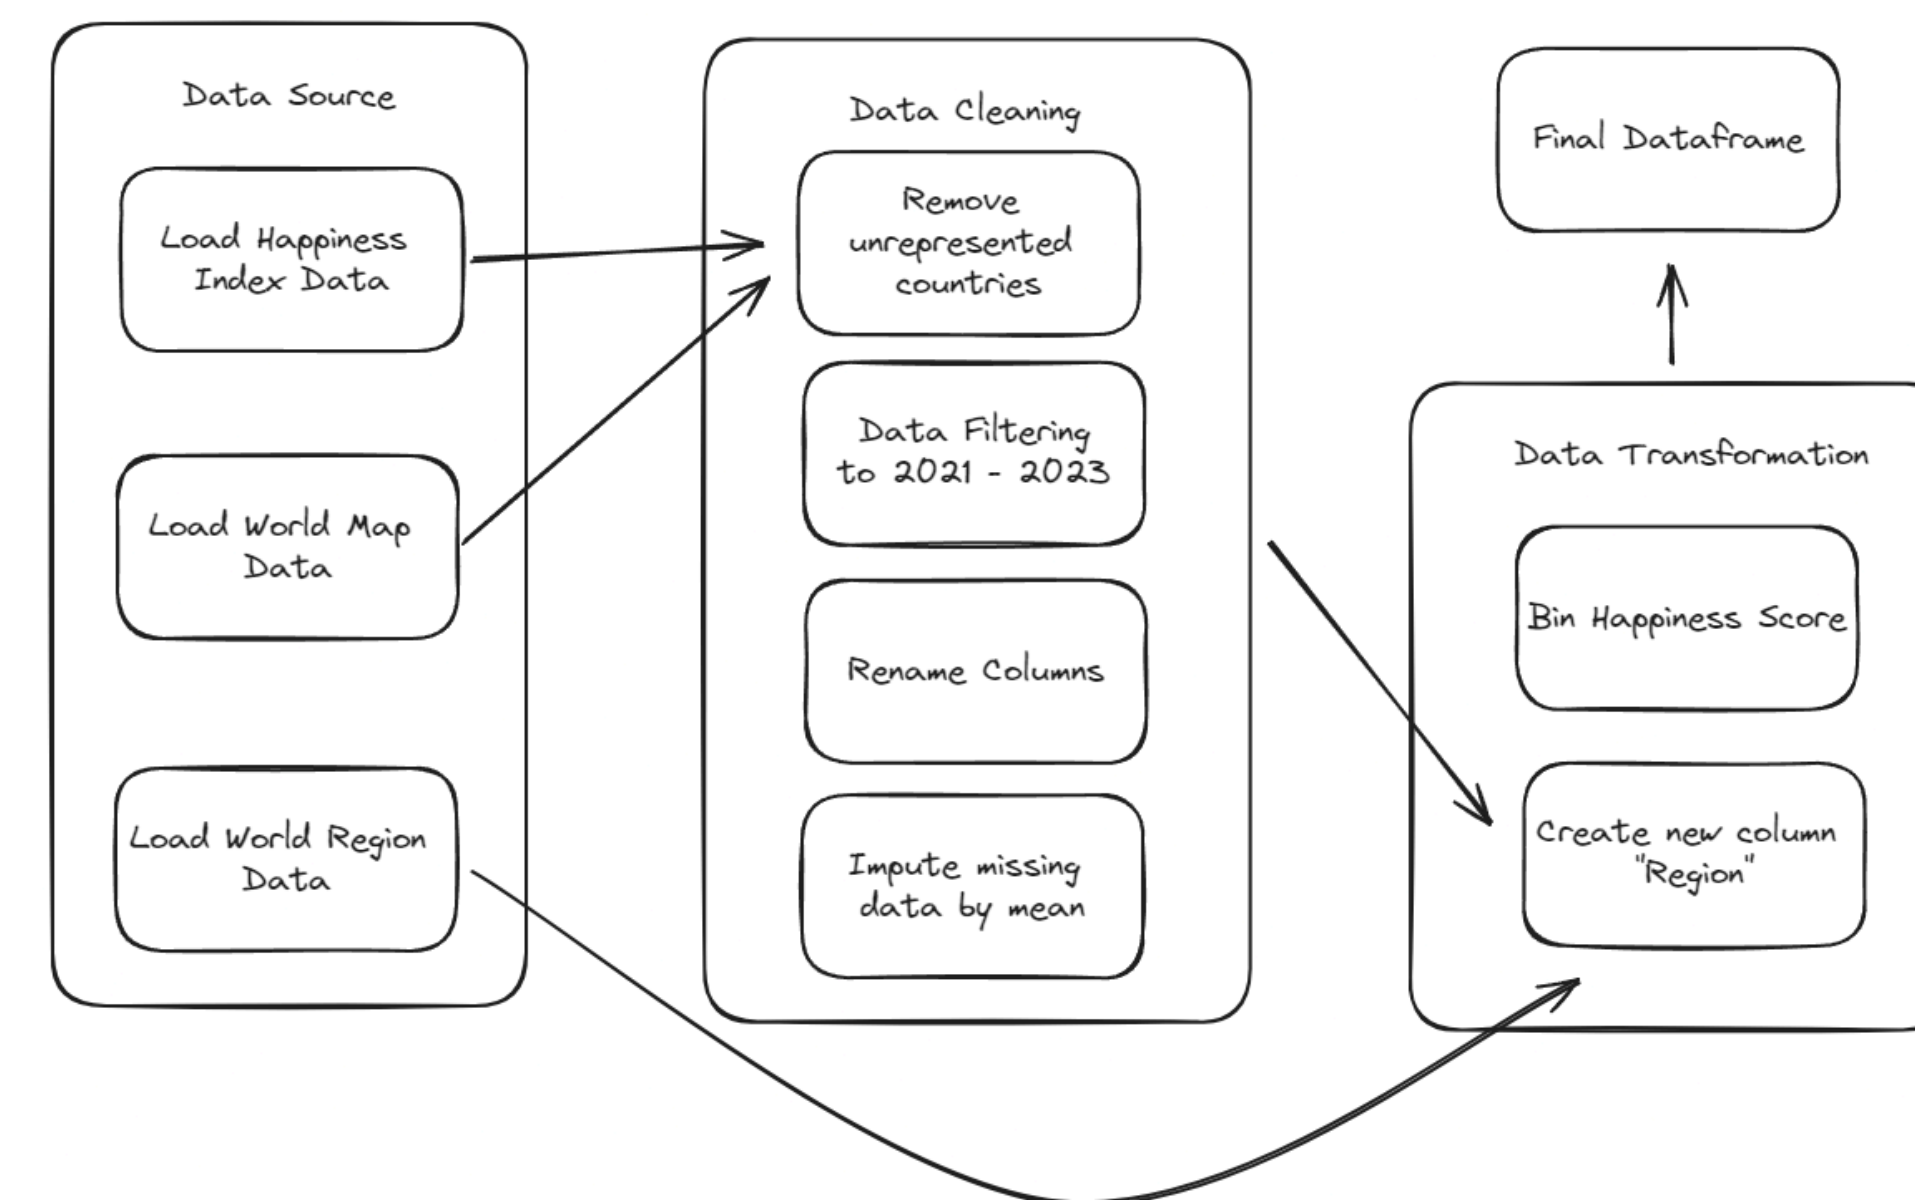 Data Source
Load Happiness
Index Data
Load World Map
Data
Load World Region
Data
Data Cleaning
Remove
unrepresented
countries
Data Filtering
to 2021 - 2023
Rename Columns
Impute missing
data by mean
Final Dataframe
Data Transformation
Bin Happiness Score
Create new column
"Region"